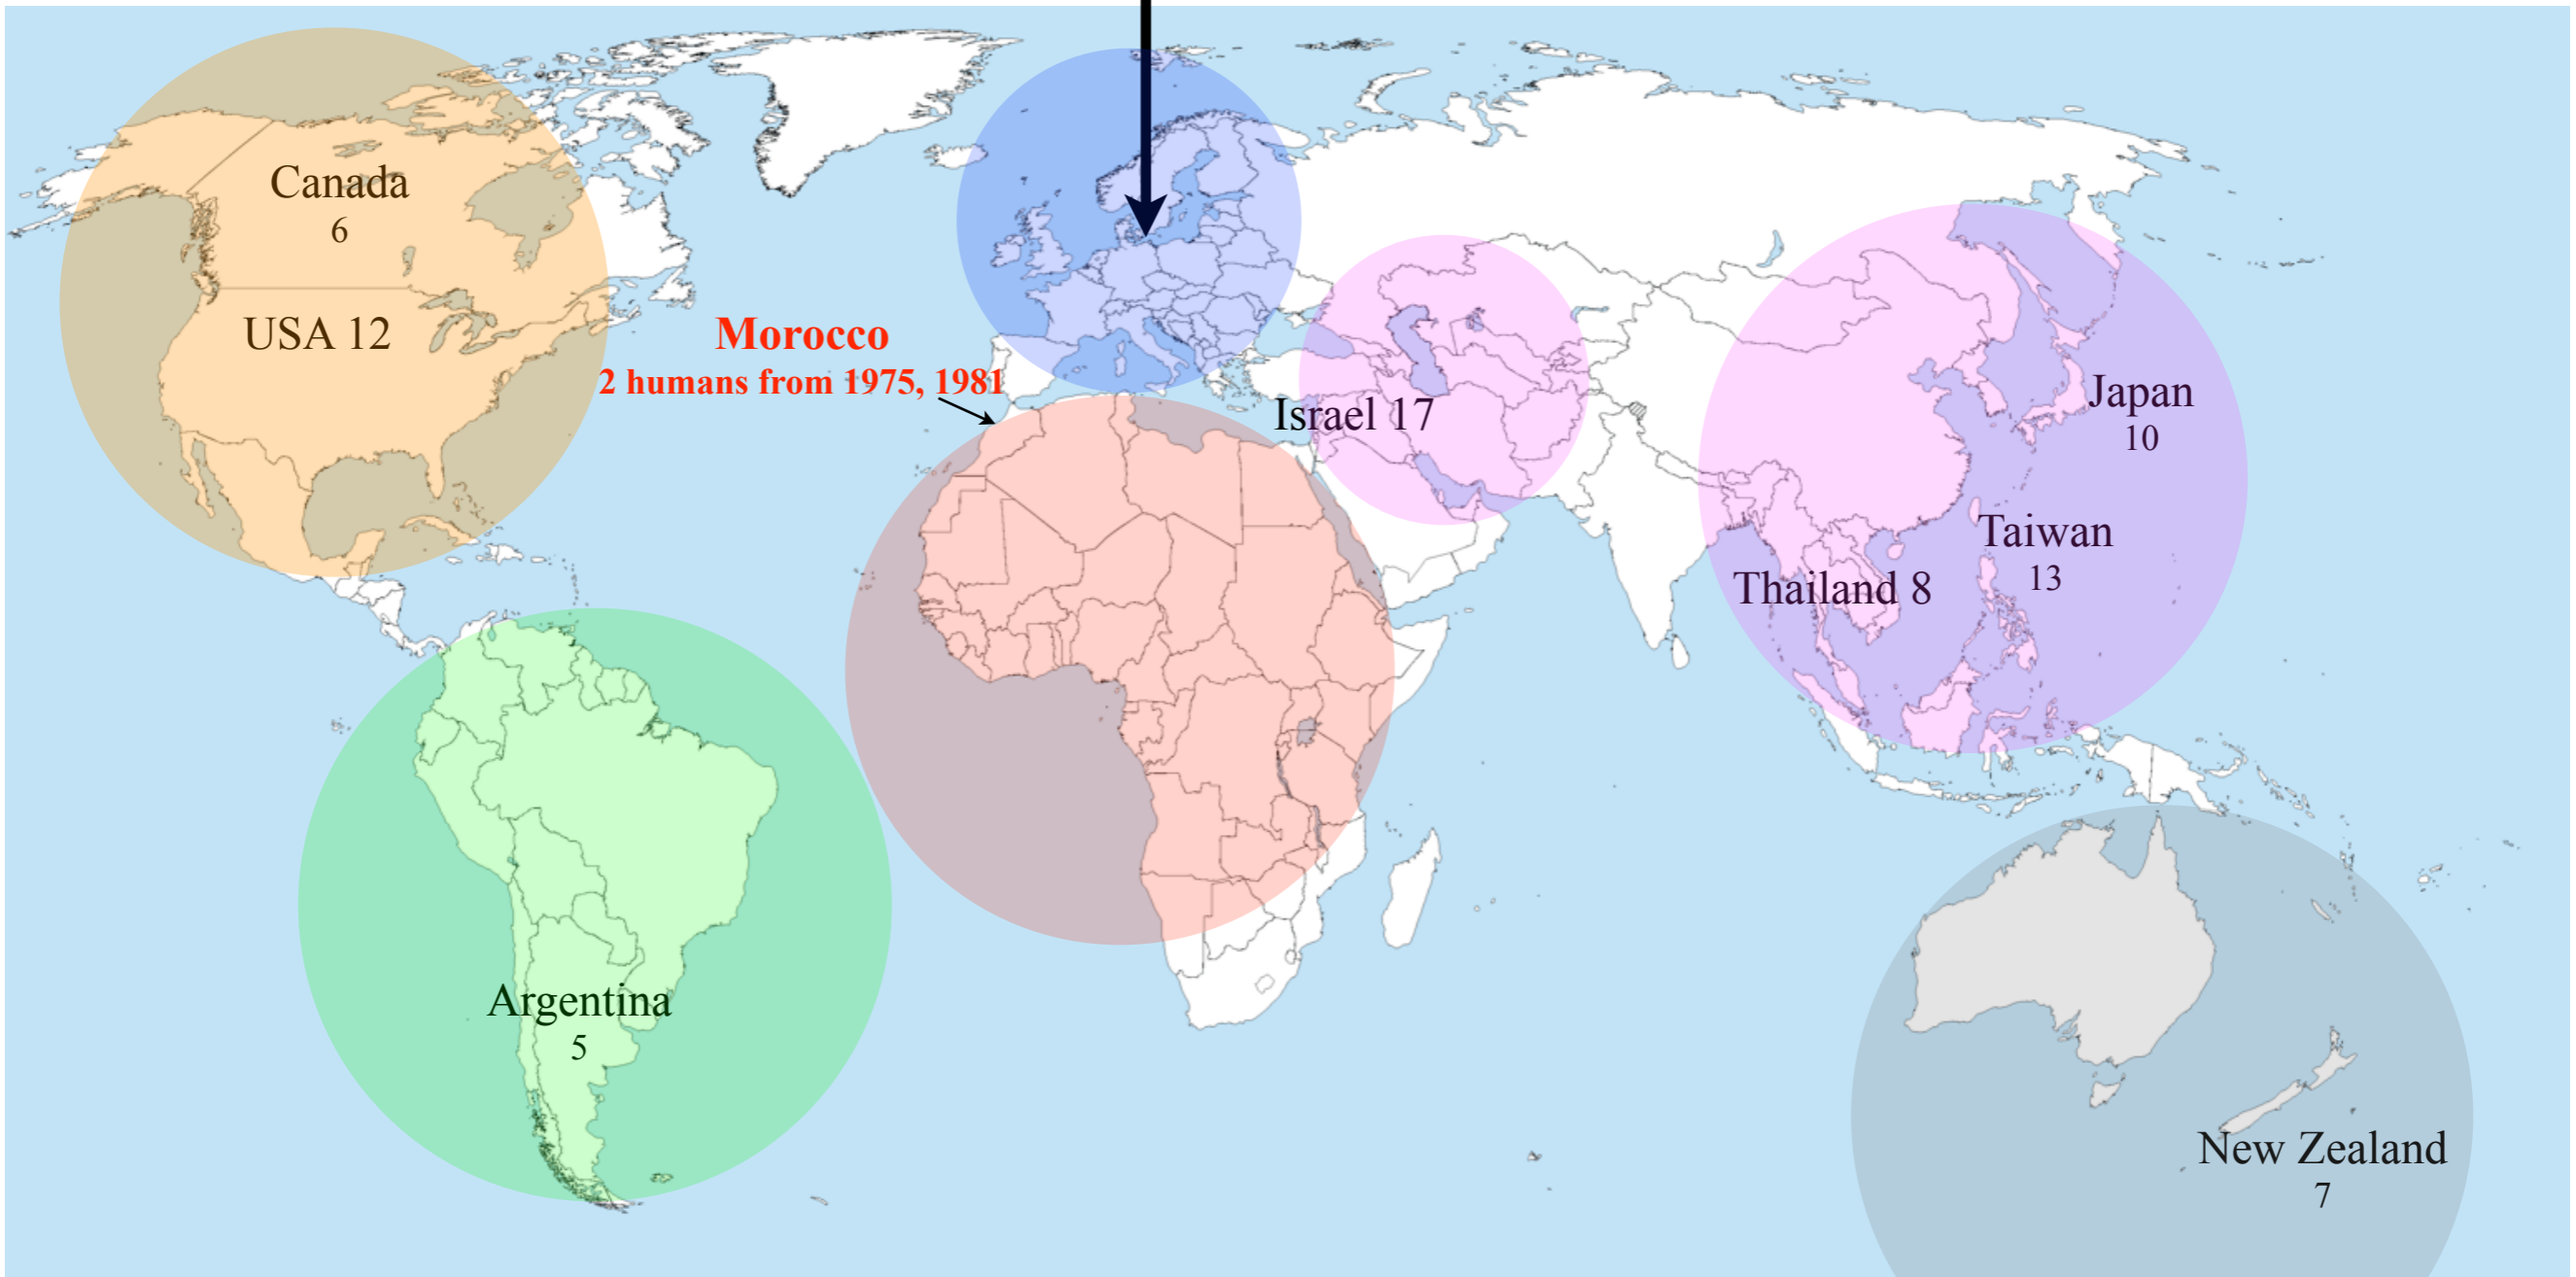 Canada
6
USA 12
Morocco
2 humans from 1975, 1981
Israel 17
Japan
10
Taiwan
13
Thailand 8
Argentina
5
New Zealand
7